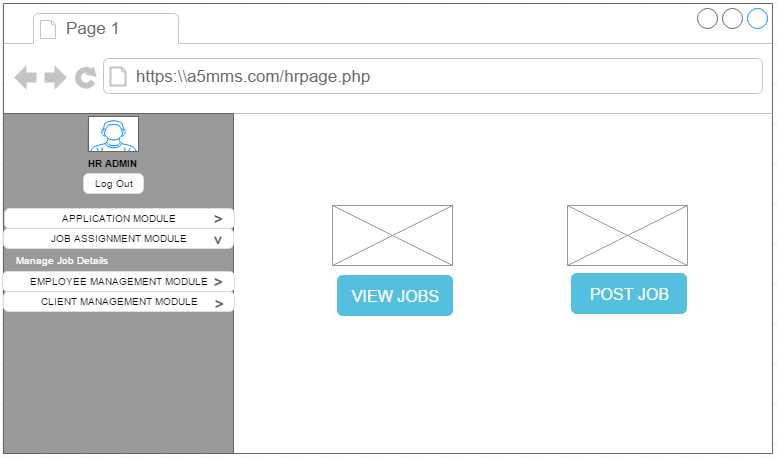 Page 1
https:\\a5mms.com/hrpage.php
HR ADMIN
Log Out
APPLICATION MODULE >
JOB ASSIGNMENT MODULE v
Manage Job Details
EMPLOYEE MANAGEMENT MODULE >
CLIENT MANAGEMENT MODULE >
VIEW JOBS
POST JOB